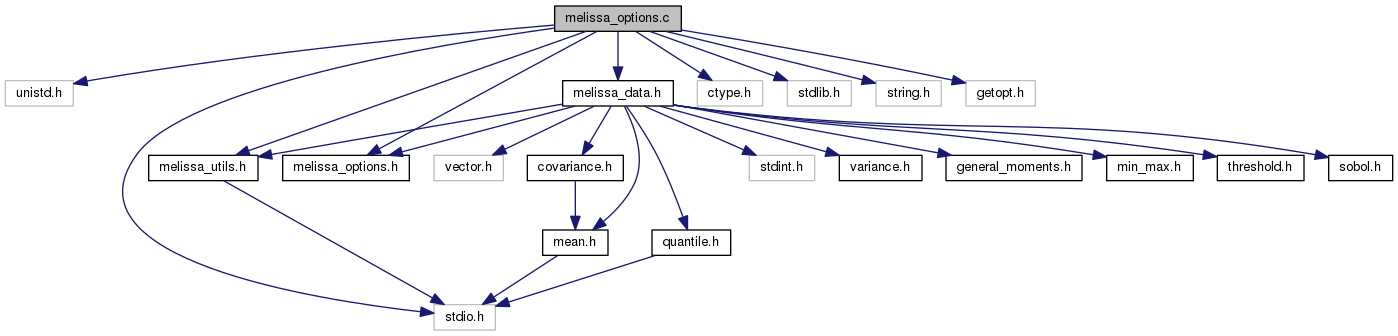 melissa_options.c
unistd.h
melissa_data.h
ctype.h
stdlib.h
string.h
getopt.h
melissa_utils.h
melissa_options.h
vector.h
covariance.h
stdint.h
variance.h
general_moments.h
min_max.h
threshold.h
sobol.h
mean.h
quantile.h
stdio.h